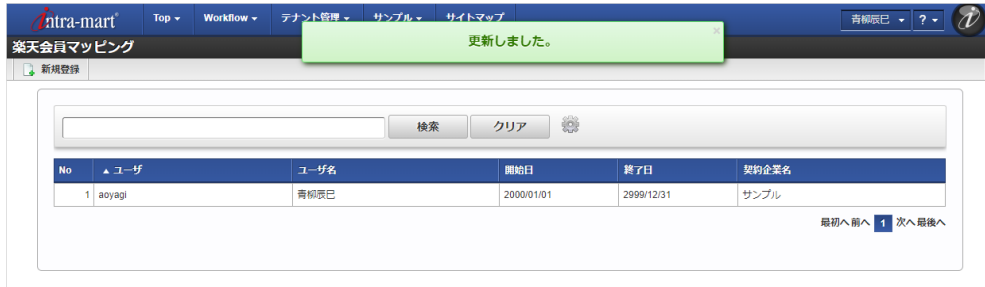 intra-mart Top Workflow テナント管理 サンプル サイトマップ 青柳辰巳 ?
更新しました。 ×
楽天会員マッピング
新規登録
検索 クリア
No ▲ ユーザ ユーザ名 開始日 終了日 契約企業名
1 aoyagi 青柳辰巳 2000/01/01 2999/12/31 サンプル
最初へ 前へ 1 次へ 最後へ